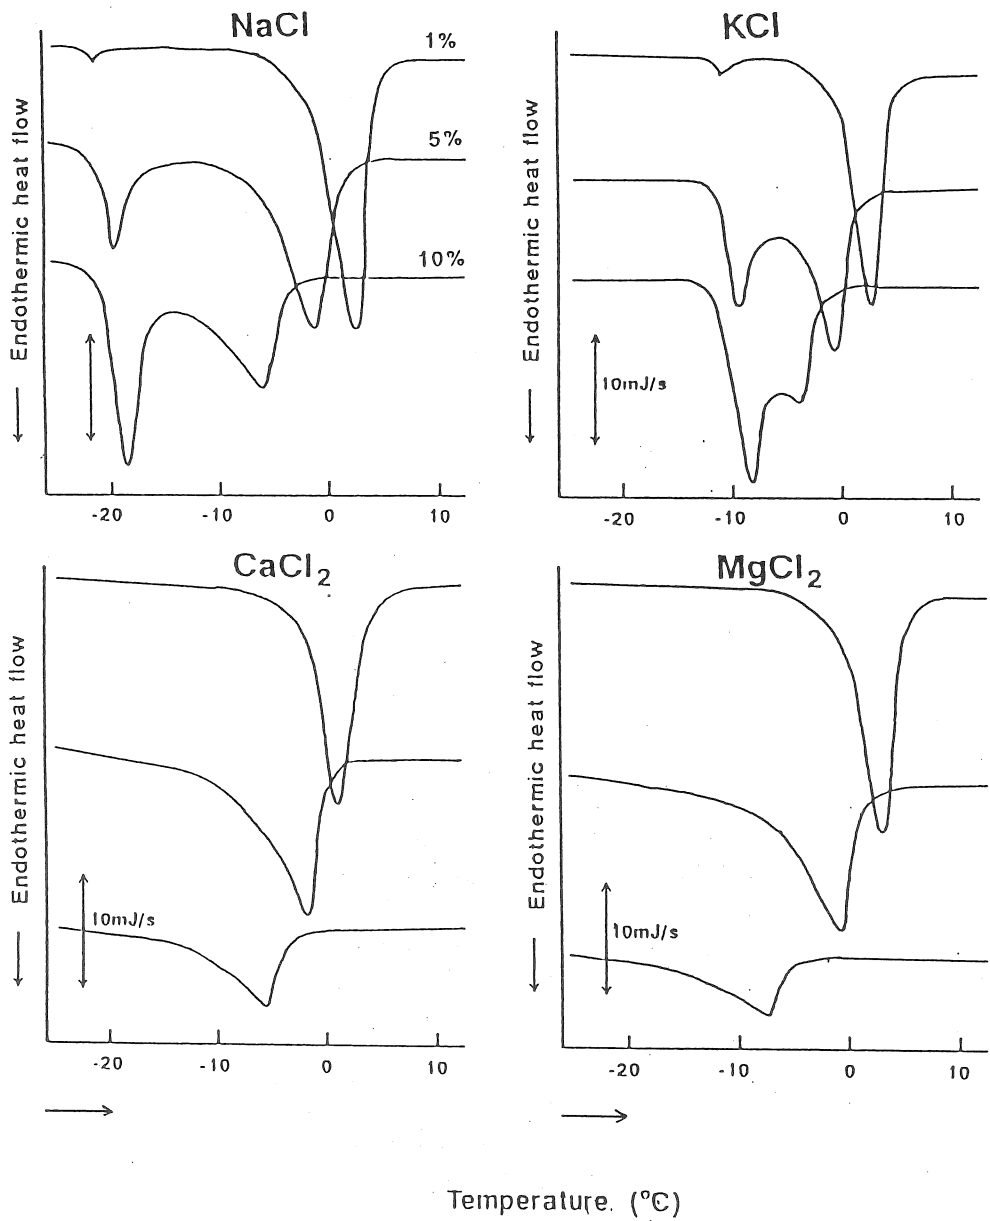 NaCl
1%
5%
10%
Endothermic heat flow
-20 -10 0 10
KCl
Endothermic heat flow
10mJ/s
-20 -10 0 10
CaCl2
Endothermic heat flow
10mJ/s
-20 -10 0 10
MgCl2
Endothermic heat flow
10mJ/s
-20 -10 0 10
Temperature. (°C)